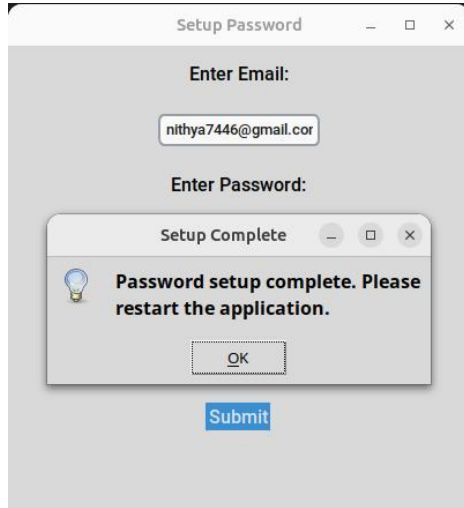 Setup Password
Enter Email:
nithya7446@gmail.cor
Enter Password:
Setup Complete
Password setup complete. Please
restart the application.
OK
Submit